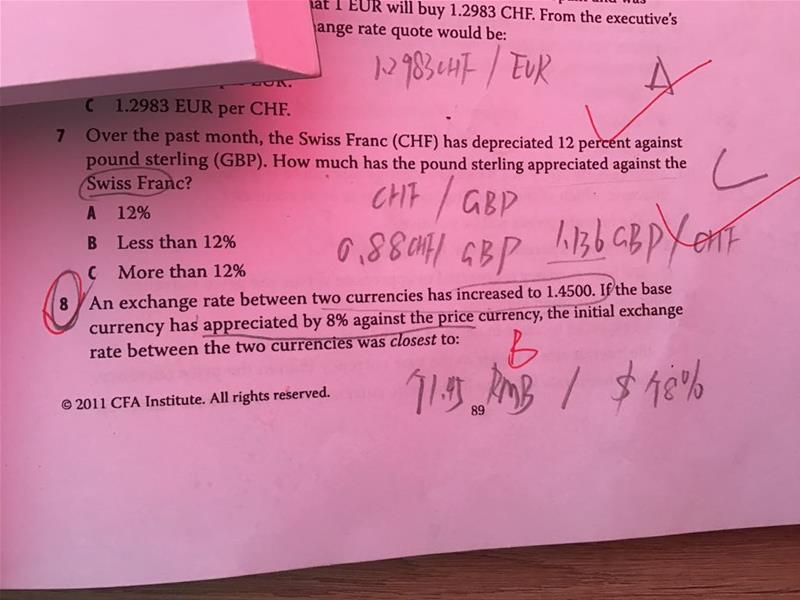 at 1 EUR will buy 1.2983 CHF. From the executive's
ange rate quote would be:
1.2983CHF / EUR
A
C 1.2983 EUR per CHF.
7 Over the past month, the Swiss Franc (CHF) has depreciated 12 percent against
pound sterling (GBP). How much has the pound sterling appreciated against the
Swiss Franc?
C
CHF / GBP
A 12%
B Less than 12%
0.88CHF/ GBP 1.136 GBP / CHF
C More than 12%
8 An exchange rate between two currencies has increased to 1.4500. If the base
currency has appreciated by 8% against the price currency, the initial exchange
rate between the two currencies was closest to:
B
↑1.45 RMB / $ ↑8%
© 2011 CFA Institute. All rights reserved.
89